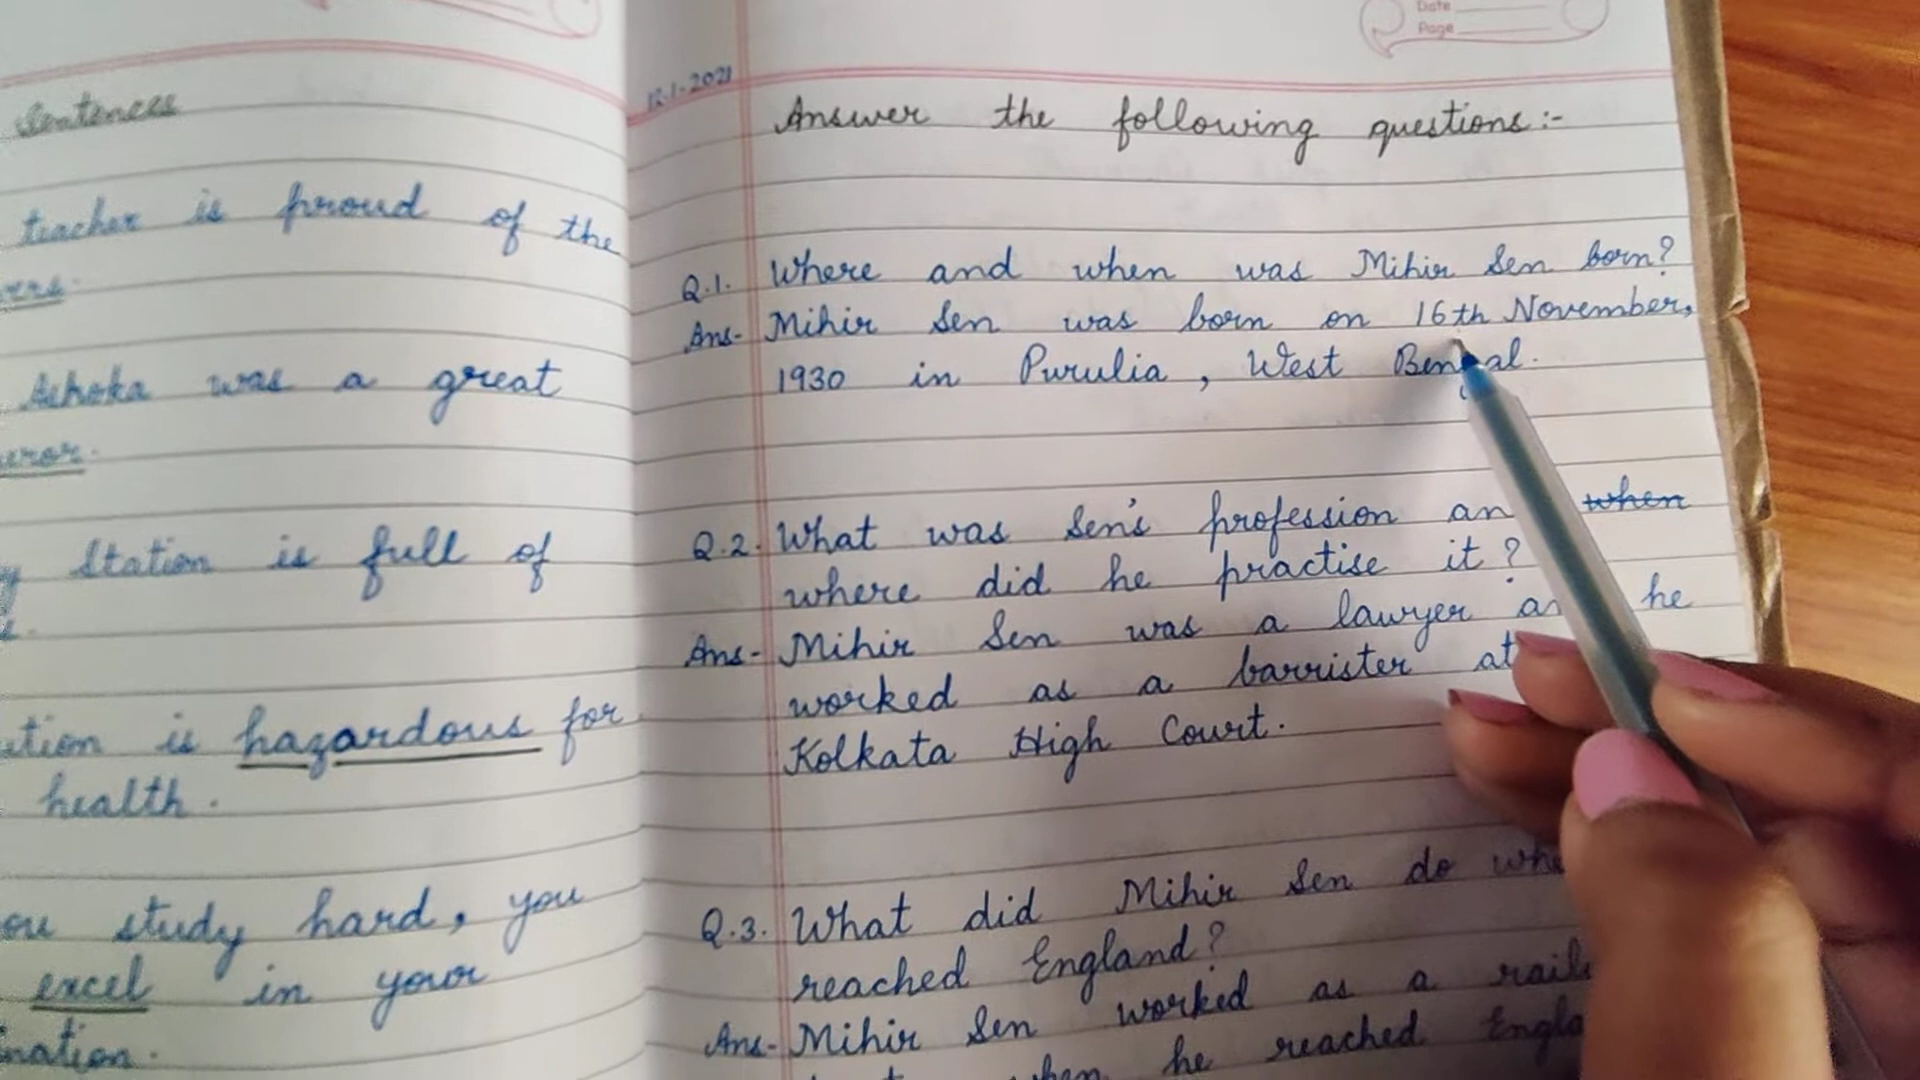 Sentences
teacher is proud of the
Ashoka was a great
Station is full of
is hazardous for
health.
study hard, you
excel in your
Date
Page
12-1-2021
Answer the following questions:-
Q.1. Where and when was Mihir Sen born?
Ans- Mihir Sen was born on 16th November,
1930 in Purulia, West Bengal.
Q.2. What was Sen's profession an when
where did he practise it?
Ans- Mihir Sen was a lawyer he
worked as a barrister at
Kolkata High Court.
Q.3. What did Mihir Sen do
reached England?
Ans- Mihir Sen worked as a
he reached